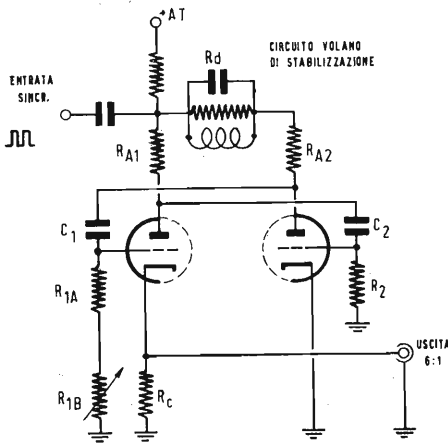 +AT
Rd
CIRCUITO VOLANO
DI STABILIZZAZIONE
ENTRATA
SINCR.
RA1
RA2
C1
C2
R1A
R2
USCITA
6:1
R1B
Rc